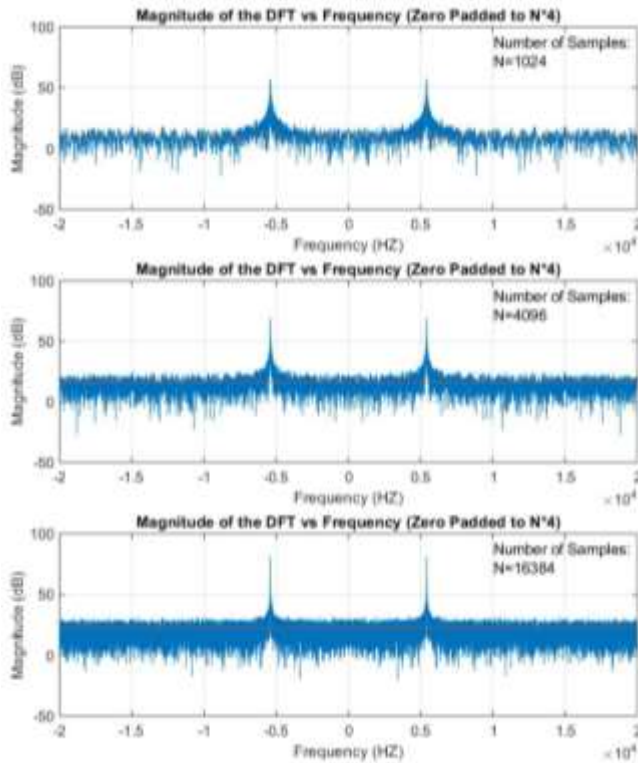 Magnitude of the DFT vs Frequency (Zero Padded to N*4)
100
Number of Samples:
N=1024
50
Magnitude (dB)
0
-50
-2 -1.5 -1 -0.5 0 0.5 1 1.5 2
Frequency (HZ)
×10⁴
Magnitude of the DFT vs Frequency (Zero Padded to N*4)
100
Number of Samples:
N=4096
50
Magnitude (dB)
0
-50
-2 -1.5 -1 -0.5 0 0.5 1 1.5 2
Frequency (HZ)
×10⁴
Magnitude of the DFT vs Frequency (Zero Padded to N*4)
100
Number of Samples:
N=16384
50
Magnitude (dB)
0
-50
-2 -1.5 -1 -0.5 0 0.5 1 1.5 2
Frequency (HZ)
×10⁴